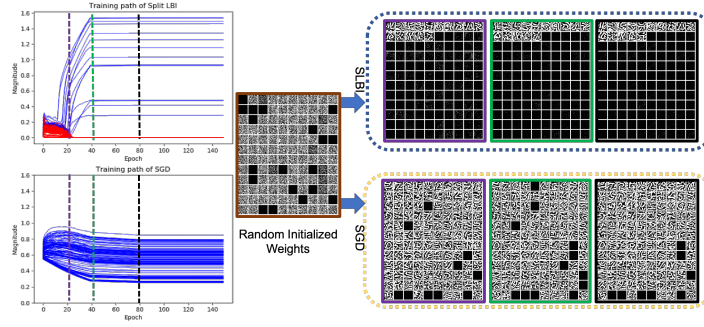 Training path of Split LBI
1.6
1.4
1.2
1.0
0.8
0.6
0.4
0.2
0.0
Magnitude
0 20 40 60 80 100 120 140
Epoch
Training path of SGD
1.6
1.4
1.2
1.0
0.8
0.6
0.4
0.2
0.0
Magnitude
0 20 40 60 80 100 120 140
Epoch
Random Initialized
Weights
SLBI
SGD